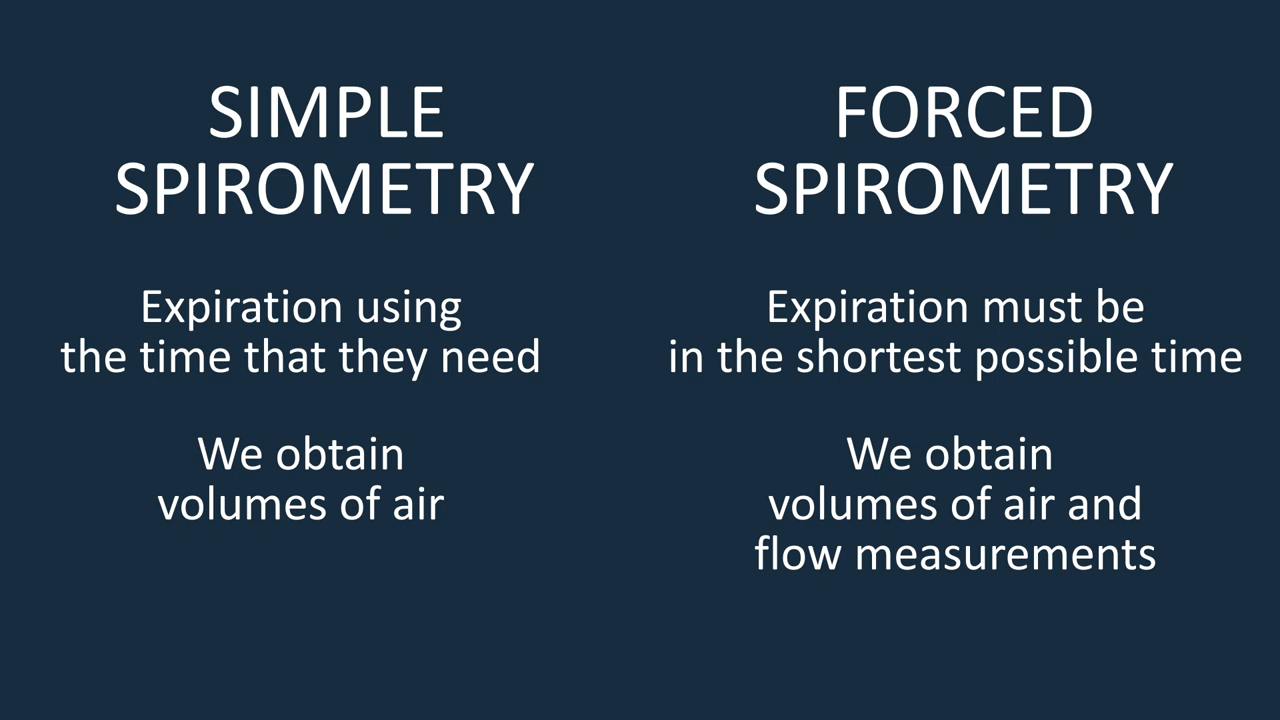 SIMPLE
SPIROMETRY
Expiration using
the time that they need
We obtain
volumes of air
FORCED
SPIROMETRY
Expiration must be
in the shortest possible time
We obtain
volumes of air and
flow measurements